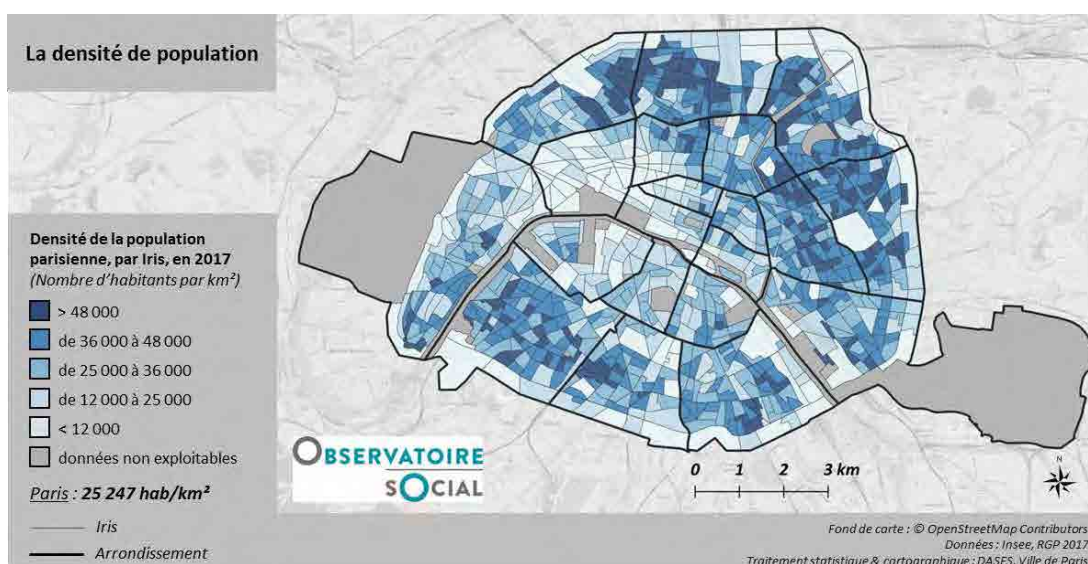 La densité de population
Densité de la population
parisienne, par Iris, en 2017
(Nombre d'habitants par km²)
> 48 000
de 36 000 à 48 000
de 25 000 à 36 000
de 12 000 à 25 000
< 12 000
données non exploitables
Paris : 25 247 hab/km²
Iris
Arrondissement
OBSERVATOIRE
SOCIAL
0 1 2 3 km
N
Fond de carte : © OpenStreetMap Contributors
Données : Insee, RGP 2017
Traitement statistique & cartographique : DASES, Ville de Paris